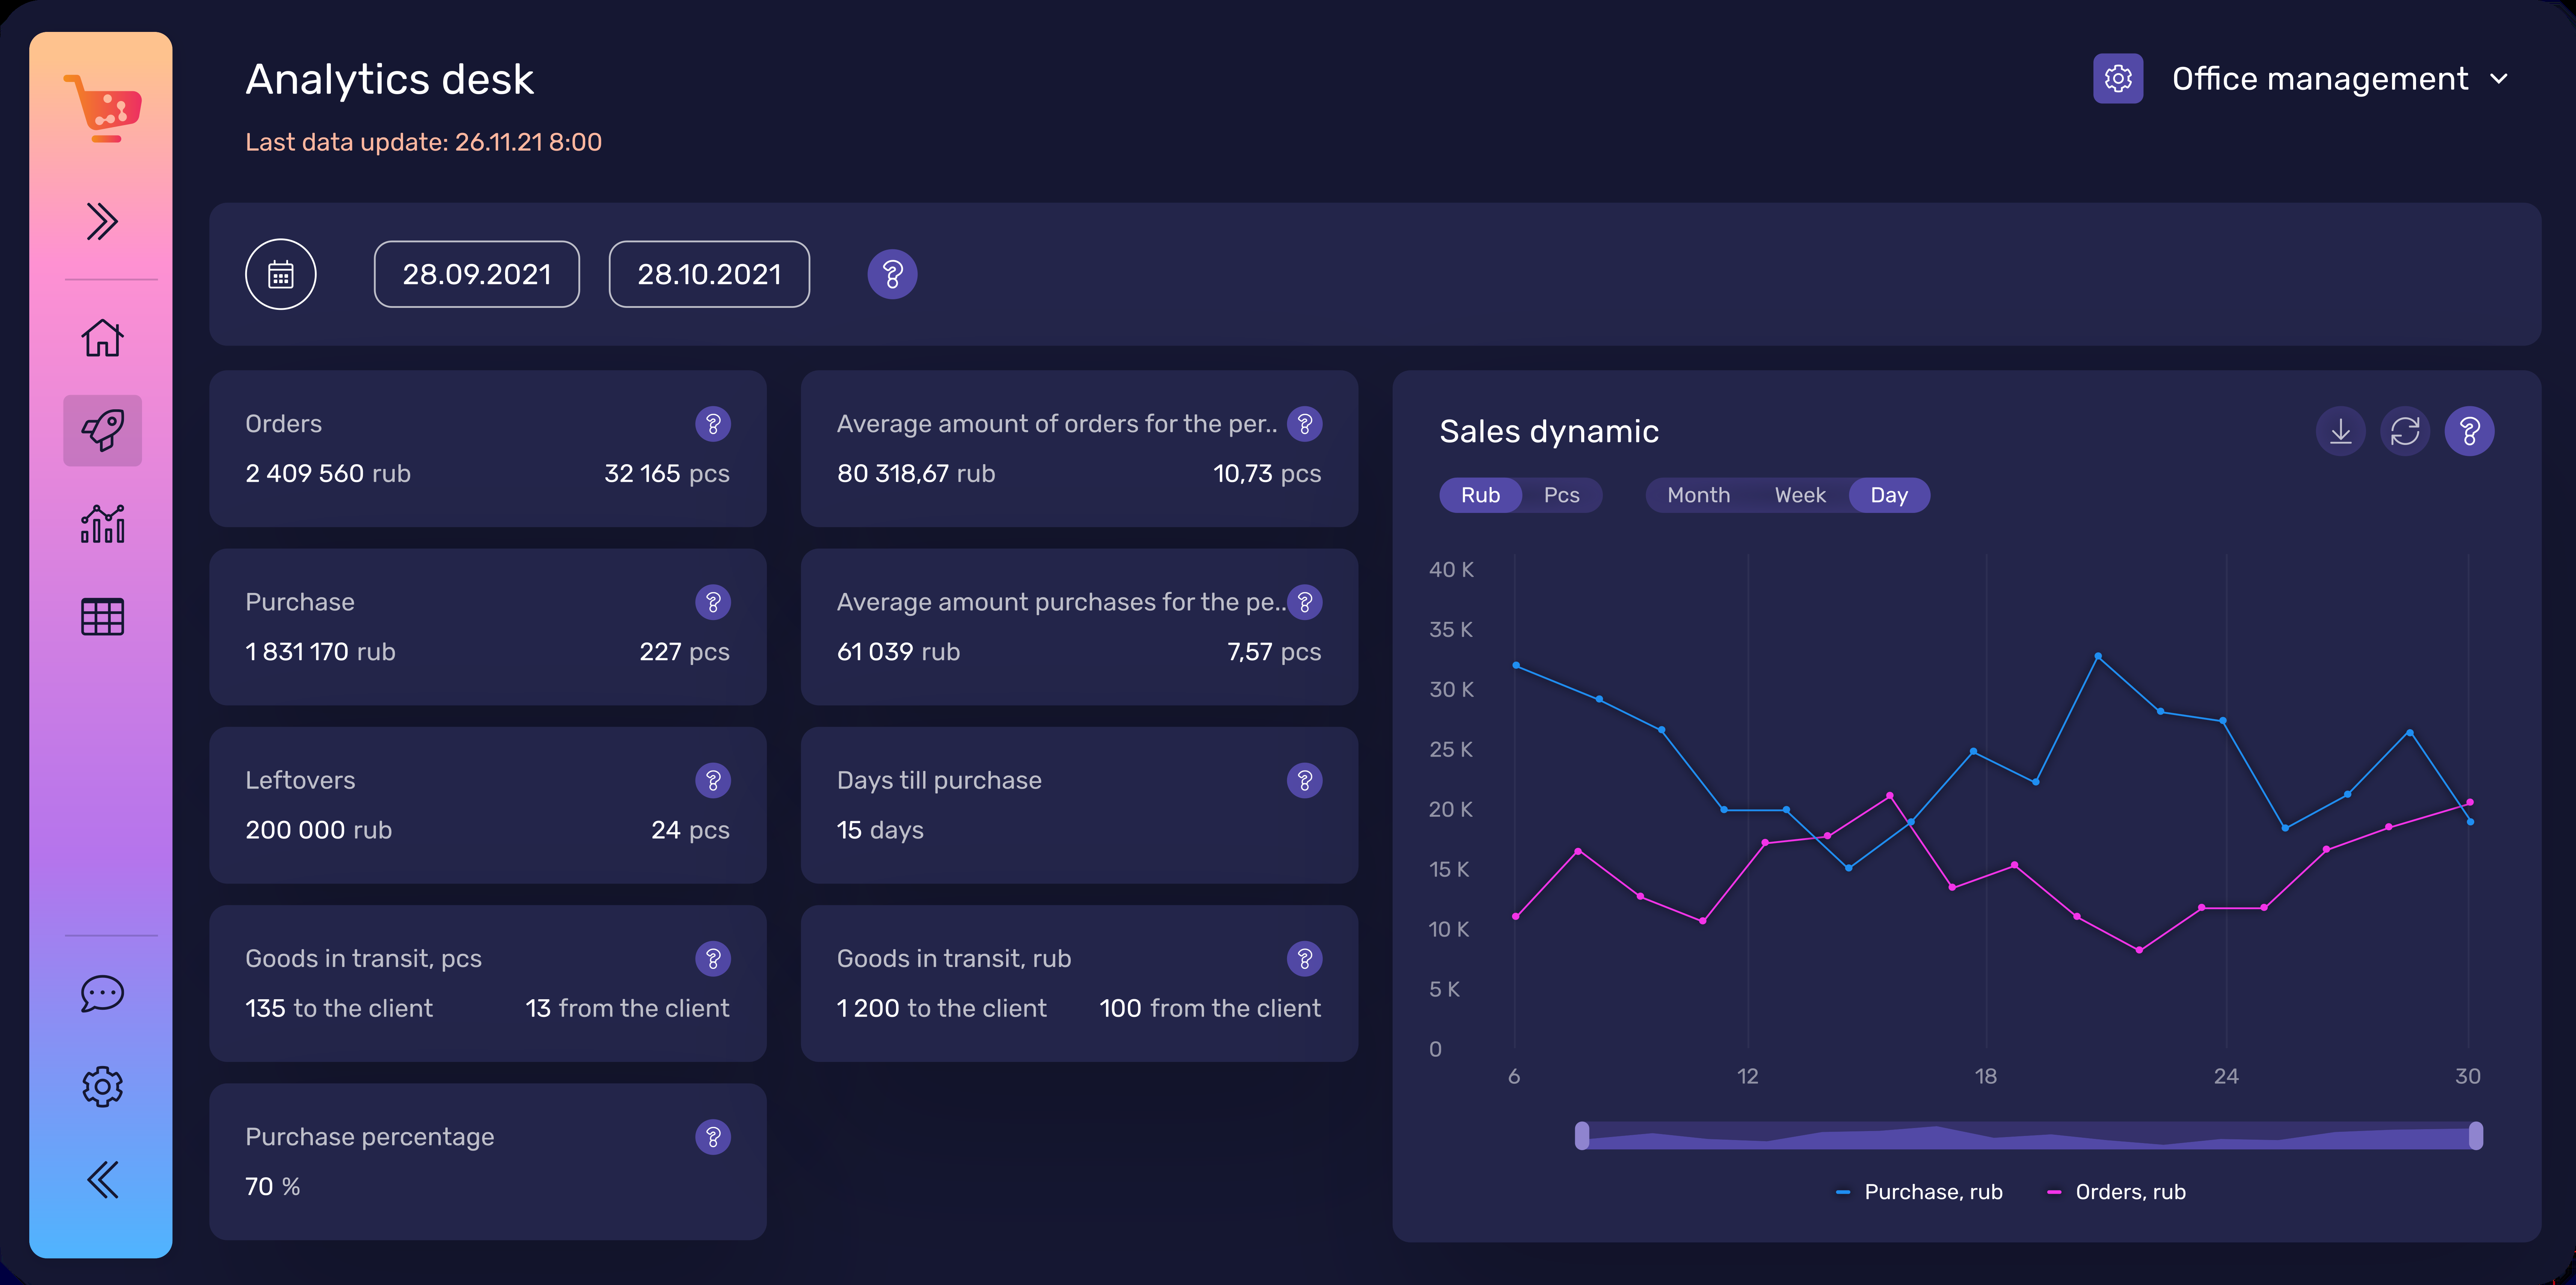 Analytics desk
Office management
Last data update: 26.11.21 8:00
28.09.2021
28.10.2021
Orders
2 409 560 rub
32 165 pcs
Average amount of orders for the per..
80 318,67 rub
10,73 pcs
Purchase
1 831 170 rub
227 pcs
Average amount purchases for the pe..
61 039 rub
7,57 pcs
Leftovers
200 000 rub
24 pcs
Days till purchase
15 days
Goods in transit, pcs
135 to the client
13 from the client
Goods in transit, rub
1 200 to the client
100 from the client
Purchase percentage
70 %
Sales dynamic
Rub
Pcs
Month
Week
Day
40 K
35 K
30 K
25 K
20 K
15 K
10 K
5 K
0
6
12
18
24
30
Purchase, rub
Orders, rub